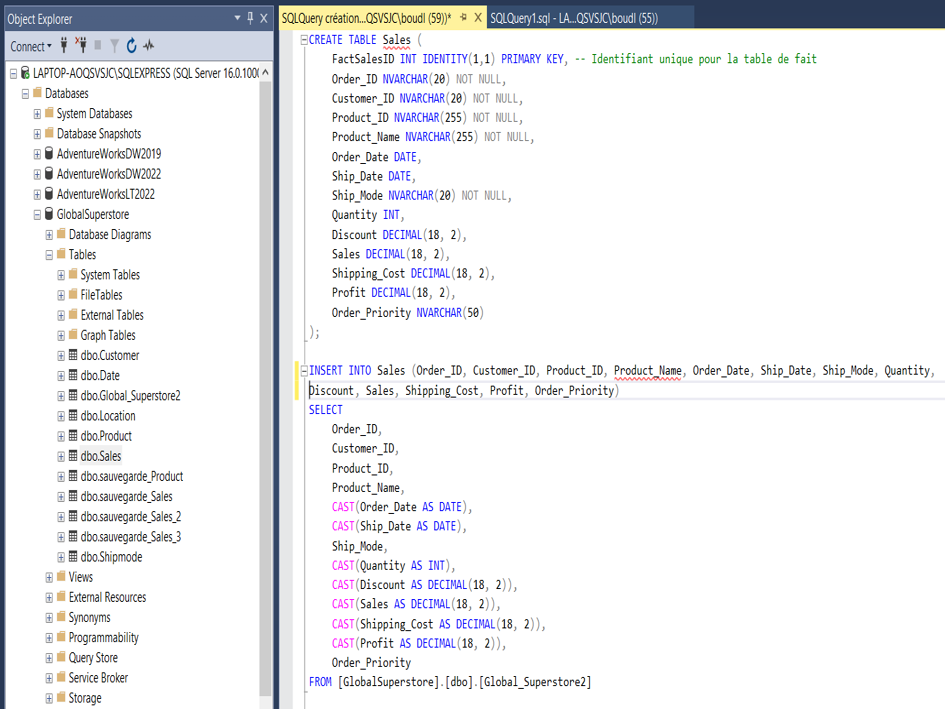 Object Explorer
Connect
LAPTOP-AOQSVSJC\SQLEXPRESS (SQL Server 16.0.1000
Databases
System Databases
Database Snapshots
AdventureWorksDW2019
AdventureWorksDW2022
AdventureWorksLT2022
GlobalSuperstore
Database Diagrams
Tables
System Tables
FileTables
External Tables
Graph Tables
dbo.Customer
dbo.Date
dbo.Global_Superstore2
dbo.Location
dbo.Product
dbo.Sales
dbo.sauvegarde_Product
dbo.sauvegarde_Sales
dbo.sauvegarde_Sales_2
dbo.sauvegarde_Sales_3
dbo.Shipmode
Views
External Resources
Synonyms
Programmability
Query Store
Service Broker
Storage
SQLQuery création...QSVSJC\boudl (59))*
SQLQuery1.sql - LA...QSVSJC\boudl (55))
CREATE TABLE Sales (
FactSalesID INT IDENTITY(1,1) PRIMARY KEY, -- Identifiant unique pour la table de fait
Order_ID NVARCHAR(20) NOT NULL,
Customer_ID NVARCHAR(20) NOT NULL,
Product_ID NVARCHAR(255) NOT NULL,
Product_Name NVARCHAR(255) NOT NULL,
Order_Date DATE,
Ship_Date DATE,
Ship_Mode NVARCHAR(20) NOT NULL,
Quantity INT,
Discount DECIMAL(18, 2),
Sales DECIMAL(18, 2),
Shipping_Cost DECIMAL(18, 2),
Profit DECIMAL(18, 2),
Order_Priority NVARCHAR(50)
);
INSERT INTO Sales (Order_ID, Customer_ID, Product_ID, Product_Name, Order_Date, Ship_Date, Ship_Mode, Quantity,
Discount, Sales, Shipping_Cost, Profit, Order_Priority)
SELECT
Order_ID,
Customer_ID,
Product_ID,
Product_Name,
CAST(Order_Date AS DATE),
CAST(Ship_Date AS DATE),
Ship_Mode,
CAST(Quantity AS INT),
CAST(Discount AS DECIMAL(18, 2)),
CAST(Sales AS DECIMAL(18, 2)),
CAST(Shipping_Cost AS DECIMAL(18, 2)),
CAST(Profit AS DECIMAL(18, 2)),
Order_Priority
FROM [GlobalSuperstore].[dbo].[Global_Superstore2]